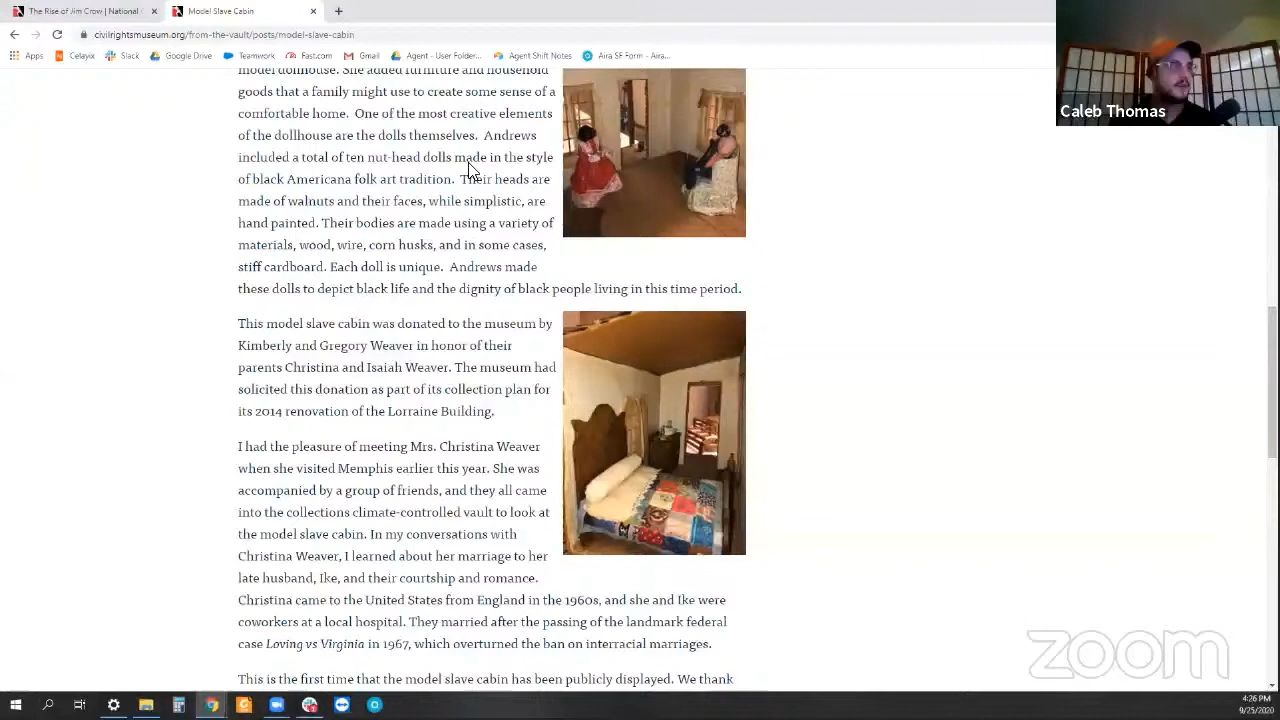 The Rise of Jim Crow | National C
Model Slave Cabin
civilrightsmuseum.org/from-the-vault/posts/model-slave-cabin
Apps Celayix Slack Google Drive Teamwork Fast.com Gmail Agent - User Folder... Agent Shift Notes Aira SF Form - Aira...
Caleb Thomas
model dollhouse. She added furniture and household
goods that a family might use to create some sense of a
comfortable home. One of the most creative elements
of the dollhouse are the dolls themselves. Andrews
included a total of ten nut-head dolls made in the style
of black Americana folk art tradition. Their heads are
made of walnuts and their faces, while simplistic, are
hand painted. Their bodies are made using a variety of
materials, wood, wire, corn husks, and in some cases,
stiff cardboard. Each doll is unique. Andrews made
these dolls to depict black life and the dignity of black people living in this time period.
This model slave cabin was donated to the museum by
Kimberly and Gregory Weaver in honor of their
parents Christina and Isaiah Weaver. The museum had
solicited this donation as part of its collection plan for
its 2014 renovation of the Lorraine Building.
I had the pleasure of meeting Mrs. Christina Weaver
when she visited Memphis earlier this year. She was
accompanied by a group of friends, and they all came
into the collections climate-controlled vault to look at
the model slave cabin. In my conversations with
Christina Weaver, I learned about her marriage to her
late husband, Ike, and their courtship and romance.
Christina came to the United States from England in the 1960s, and she and Ike were
coworkers at a local hospital. They married after the passing of the landmark federal
case Loving vs Virginia in 1967, which overturned the ban on interracial marriages.
This is the first time that the model slave cabin has been publicly displayed. We thank
zoom
4:26 PM
9/25/2020